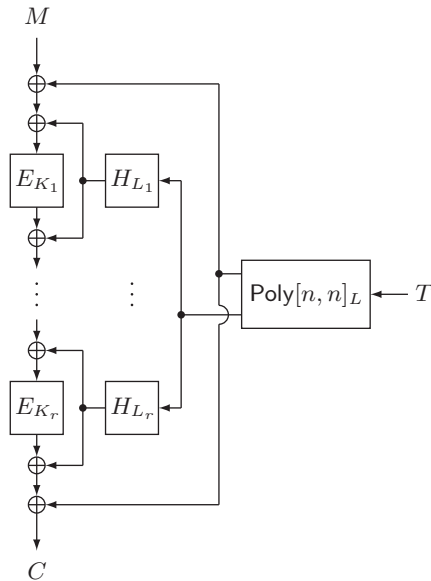 M
E_{K_1} H_{L_1}
Poly[n, n]_L T
⋮ ⋮
E_{K_r} H_{L_r}
C